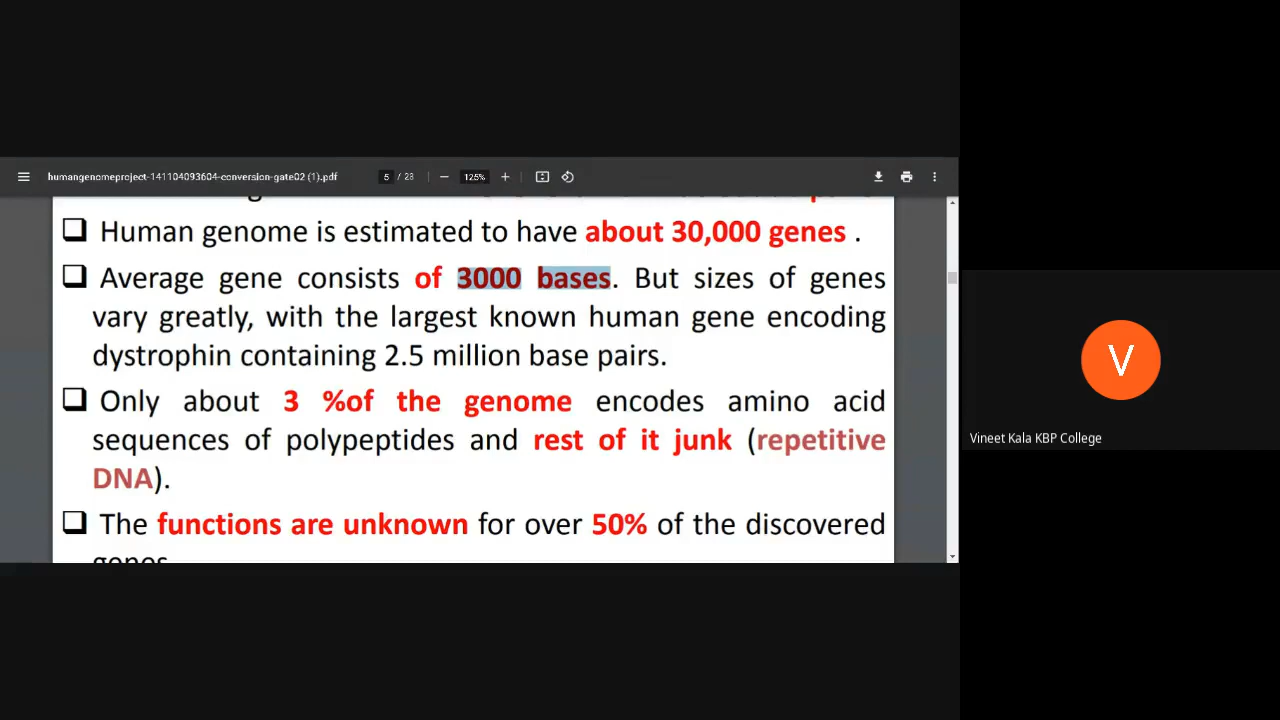 humangenomeproject-141104093604-conversion-gate02 (1).pdf
5 / 23
125%
Human genome is estimated to have about 30,000 genes .
Average gene consists of 3000 bases. But sizes of genes
vary greatly, with the largest known human gene encoding
dystrophin containing 2.5 million base pairs.
Only about 3 %of the genome encodes amino acid
sequences of polypeptides and rest of it junk (repetitive
DNA).
The functions are unknown for over 50% of the discovered
genes
V
Vineet Kala KBP College